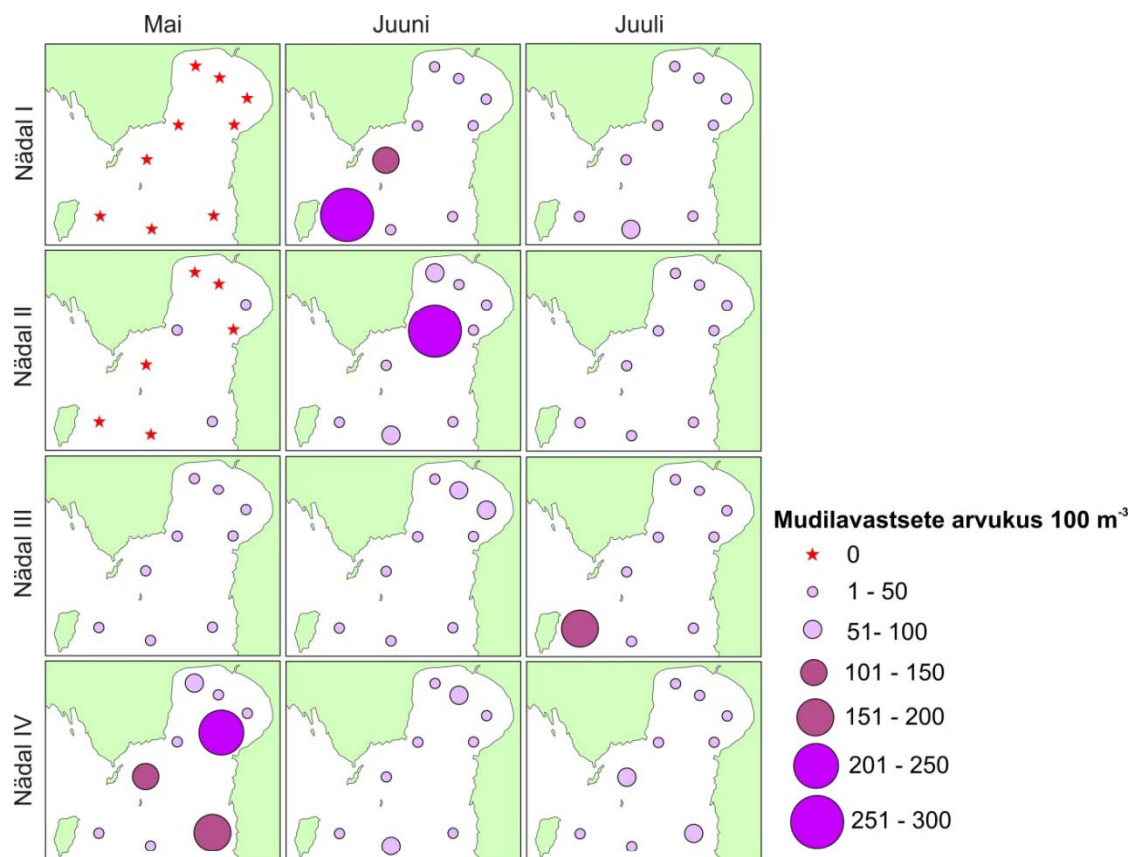 Mai
Juuni
Juuli
Nädal I
Nädal II
Nädal III
Nädal IV
Mudilavastsete arvukus 100 m⁻³
0
1 - 50
51- 100
101 - 150
151 - 200
201 - 250
251 - 300